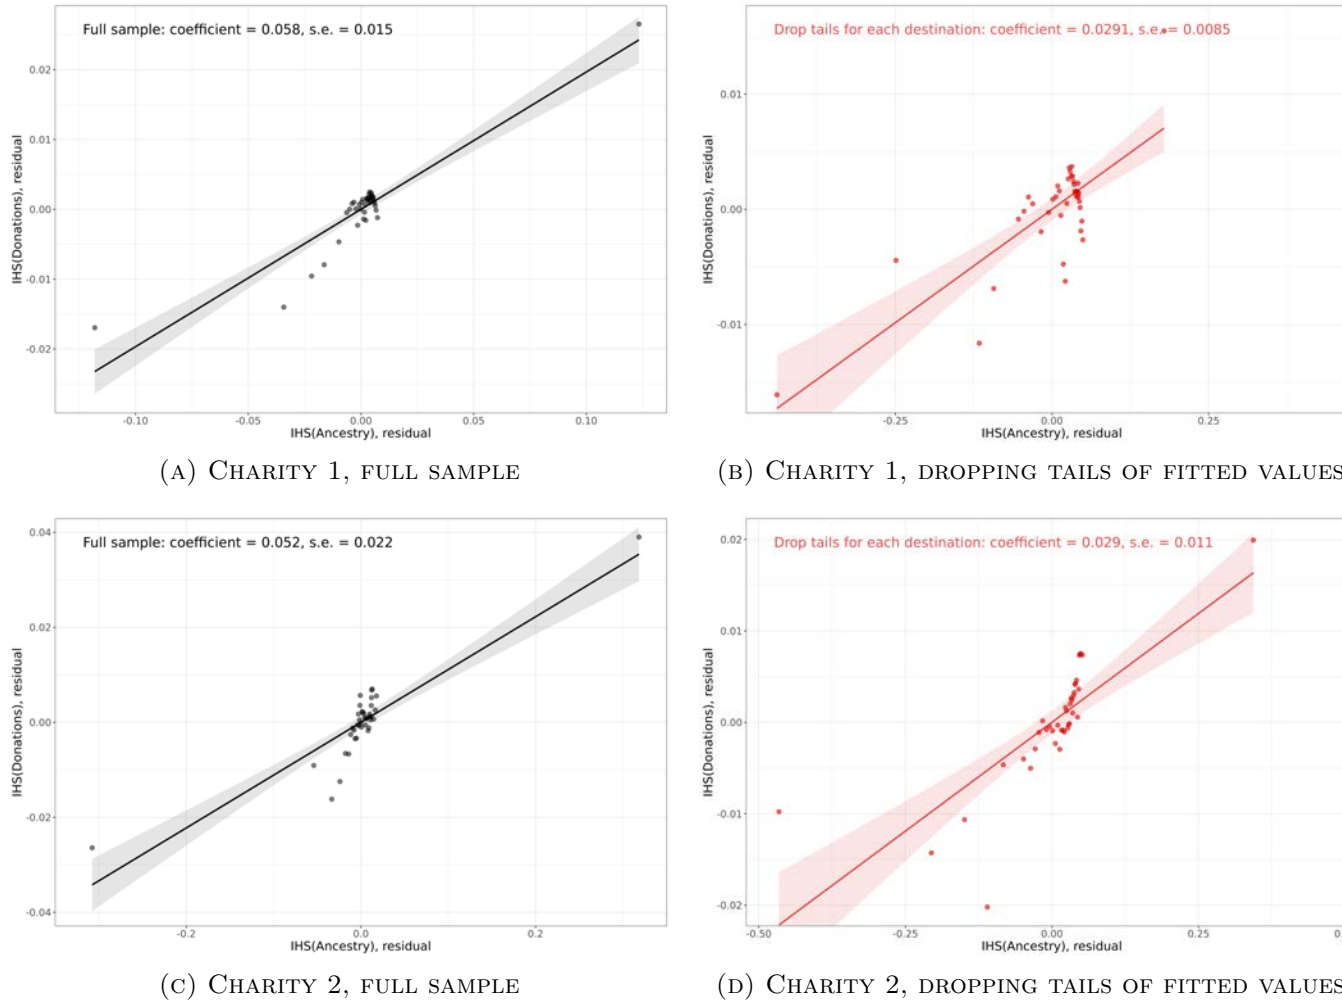 Full sample: coefficient = 0.058, s.e. = 0.015
0.02
0.01
0.00
-0.01
-0.02
IHS(Donations), residual
-0.10
-0.05
0.00
0.05
0.10
IHS(Ancestry), residual
(A) Charity 1, full sample
Drop tails for each destination: coefficient = 0.0291, s.e. = 0.0085
0.01
0.00
-0.01
IHS(Donations), residual
-0.25
0.00
0.25
IHS(Ancestry), residual
(B) Charity 1, dropping tails of fitted values
Full sample: coefficient = 0.052, s.e. = 0.022
0.04
0.02
0.00
-0.02
-0.04
IHS(Donations), residual
-0.2
0.0
0.2
IHS(Ancestry), residual
(C) Charity 2, full sample
Drop tails for each destination: coefficient = 0.029, s.e. = 0.011
0.02
0.01
0.00
-0.01
-0.02
IHS(Donations), residual
-0.50
-0.25
0.00
0.25
IHS(Ancestry), residual
(D) Charity 2, dropping tails of fitted values